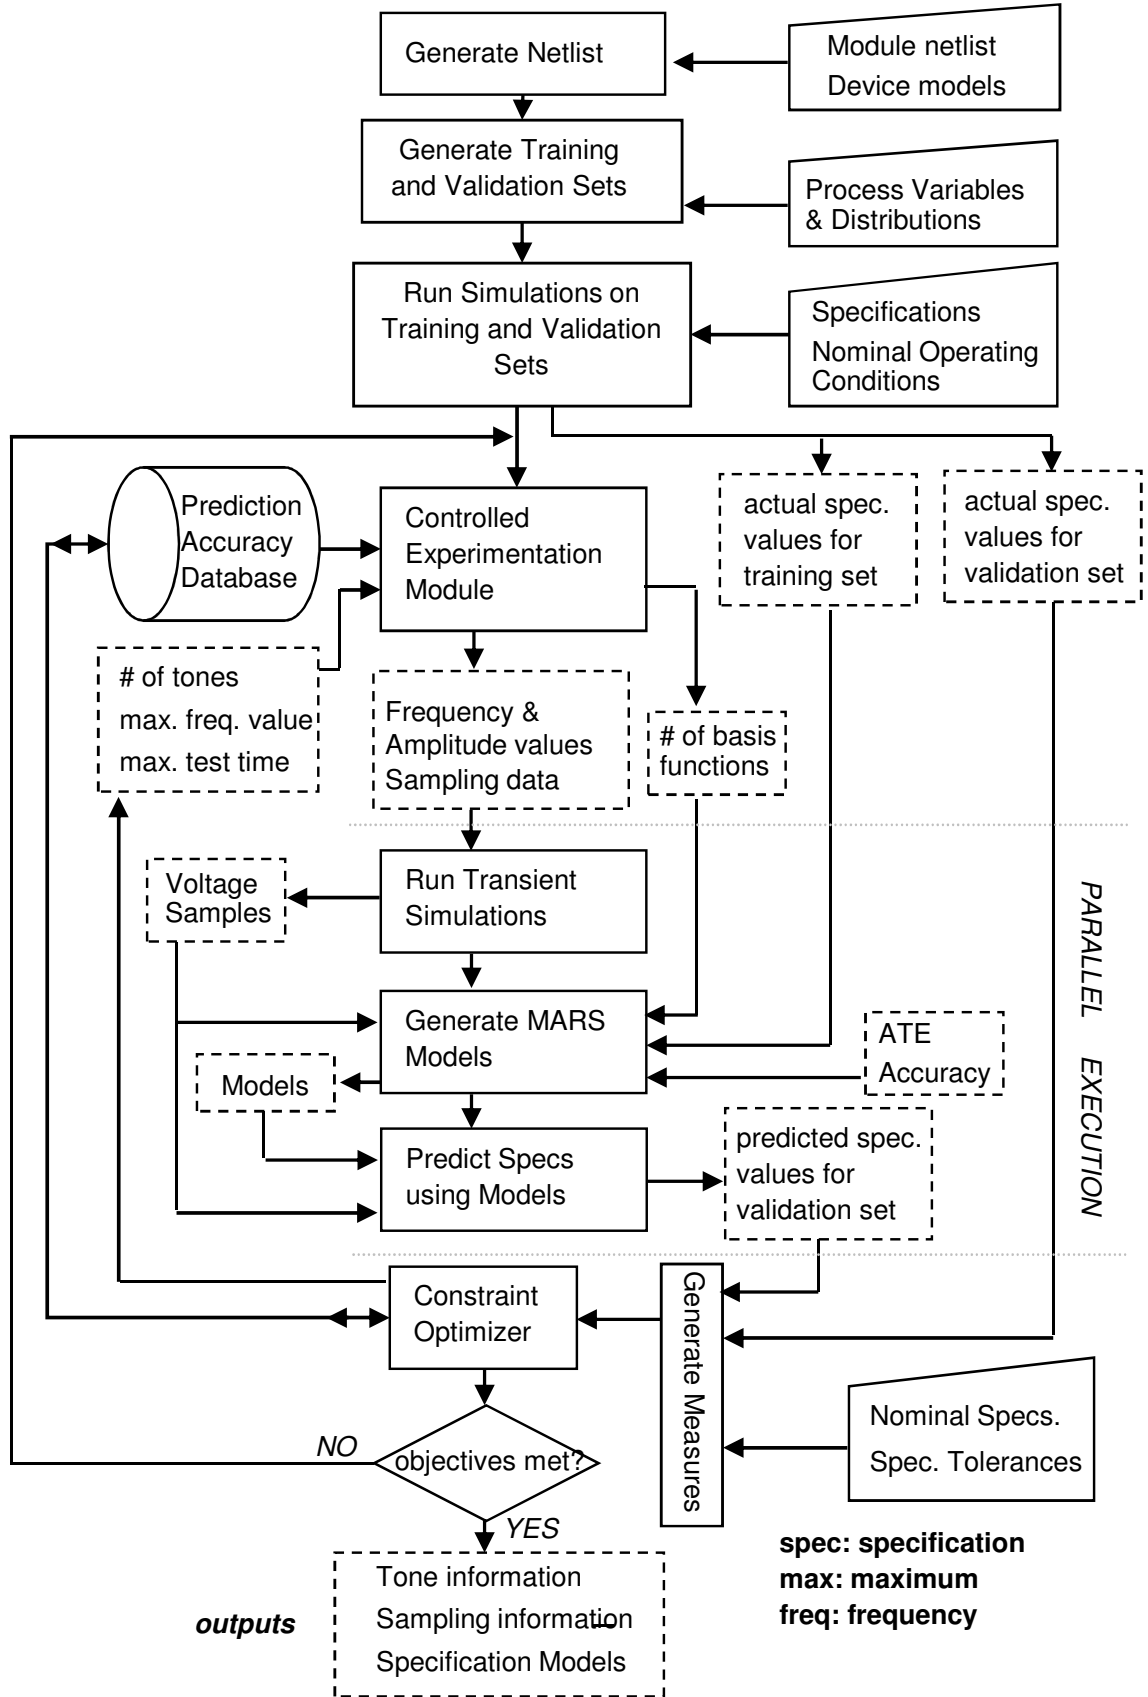 Generate Netlist
Module netlist
Device models
Generate Training
and Validation Sets
Process Variables
& Distributions
Run Simulations on
Training and Validation
Sets
Specifications
Nominal Operating
Conditions
Prediction
Accuracy
Database
Controlled
Experimentation
Module
actual spec.
values for
training set
actual spec.
values for
validation set
# of tones
max. freq. value
max. test time
Frequency &
Amplitude values
Sampling data
# of basis
functions
Voltage
Samples
Run Transient
Simulations
PARALLEL EXECUTION
Generate MARS
Models
ATE
Accuracy
Models
Predict Specs
using Models
predicted spec.
values for
validation set
Constraint
Optimizer
Generate Measures
Nominal Specs.
Spec. Tolerances
NO
objectives met?
YES
outputs
Tone information
Sampling information
Specification Models
spec: specification
max: maximum
freq: frequency